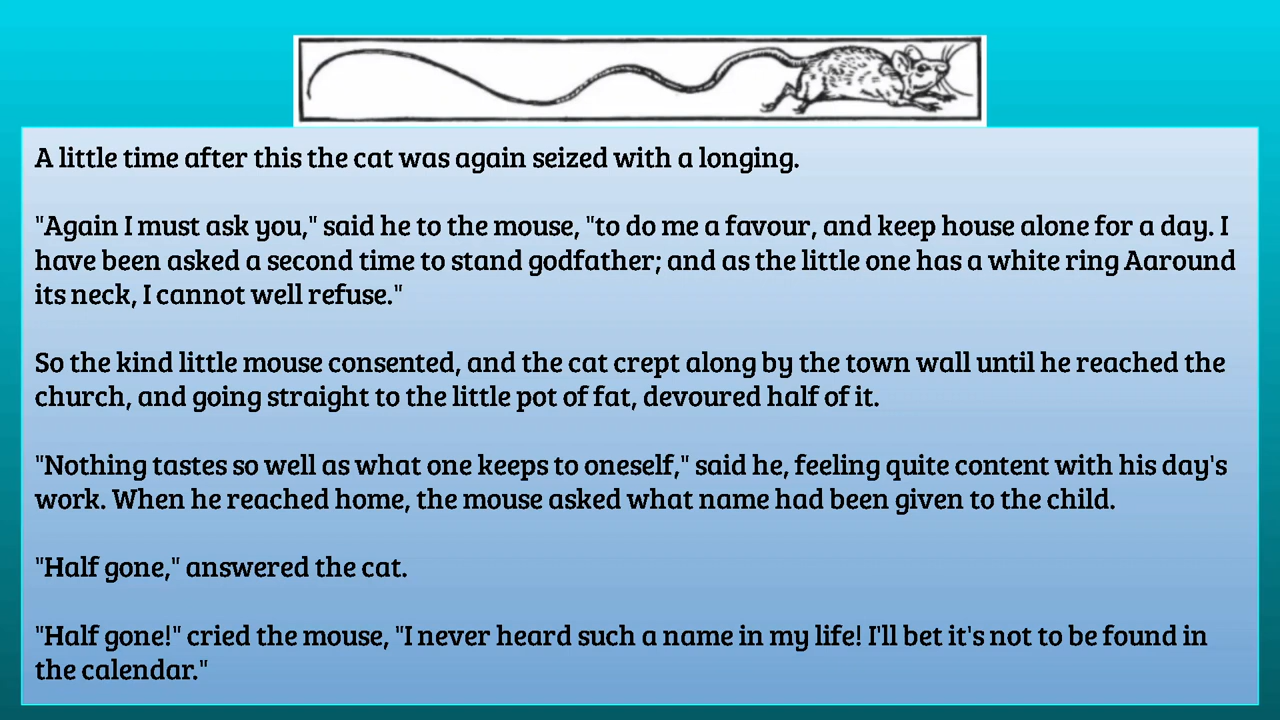 A little time after this the cat was again seized with a longing.
"Again I must ask you," said he to the mouse, "to do me a favour, and keep house alone for a day. I
have been asked a second time to stand godfather; and as the little one has a white ring Aaround
its neck, I cannot well refuse."
So the kind little mouse consented, and the cat crept along by the town wall until he reached the
church, and going straight to the little pot of fat, devoured half of it.
"Nothing tastes so well as what one keeps to oneself," said he, feeling quite content with his day's
work. When he reached home, the mouse asked what name had been given to the child.
"Half gone," answered the cat.
"Half gone!" cried the mouse, "I never heard such a name in my life! I'll bet it's not to be found in
the calendar."